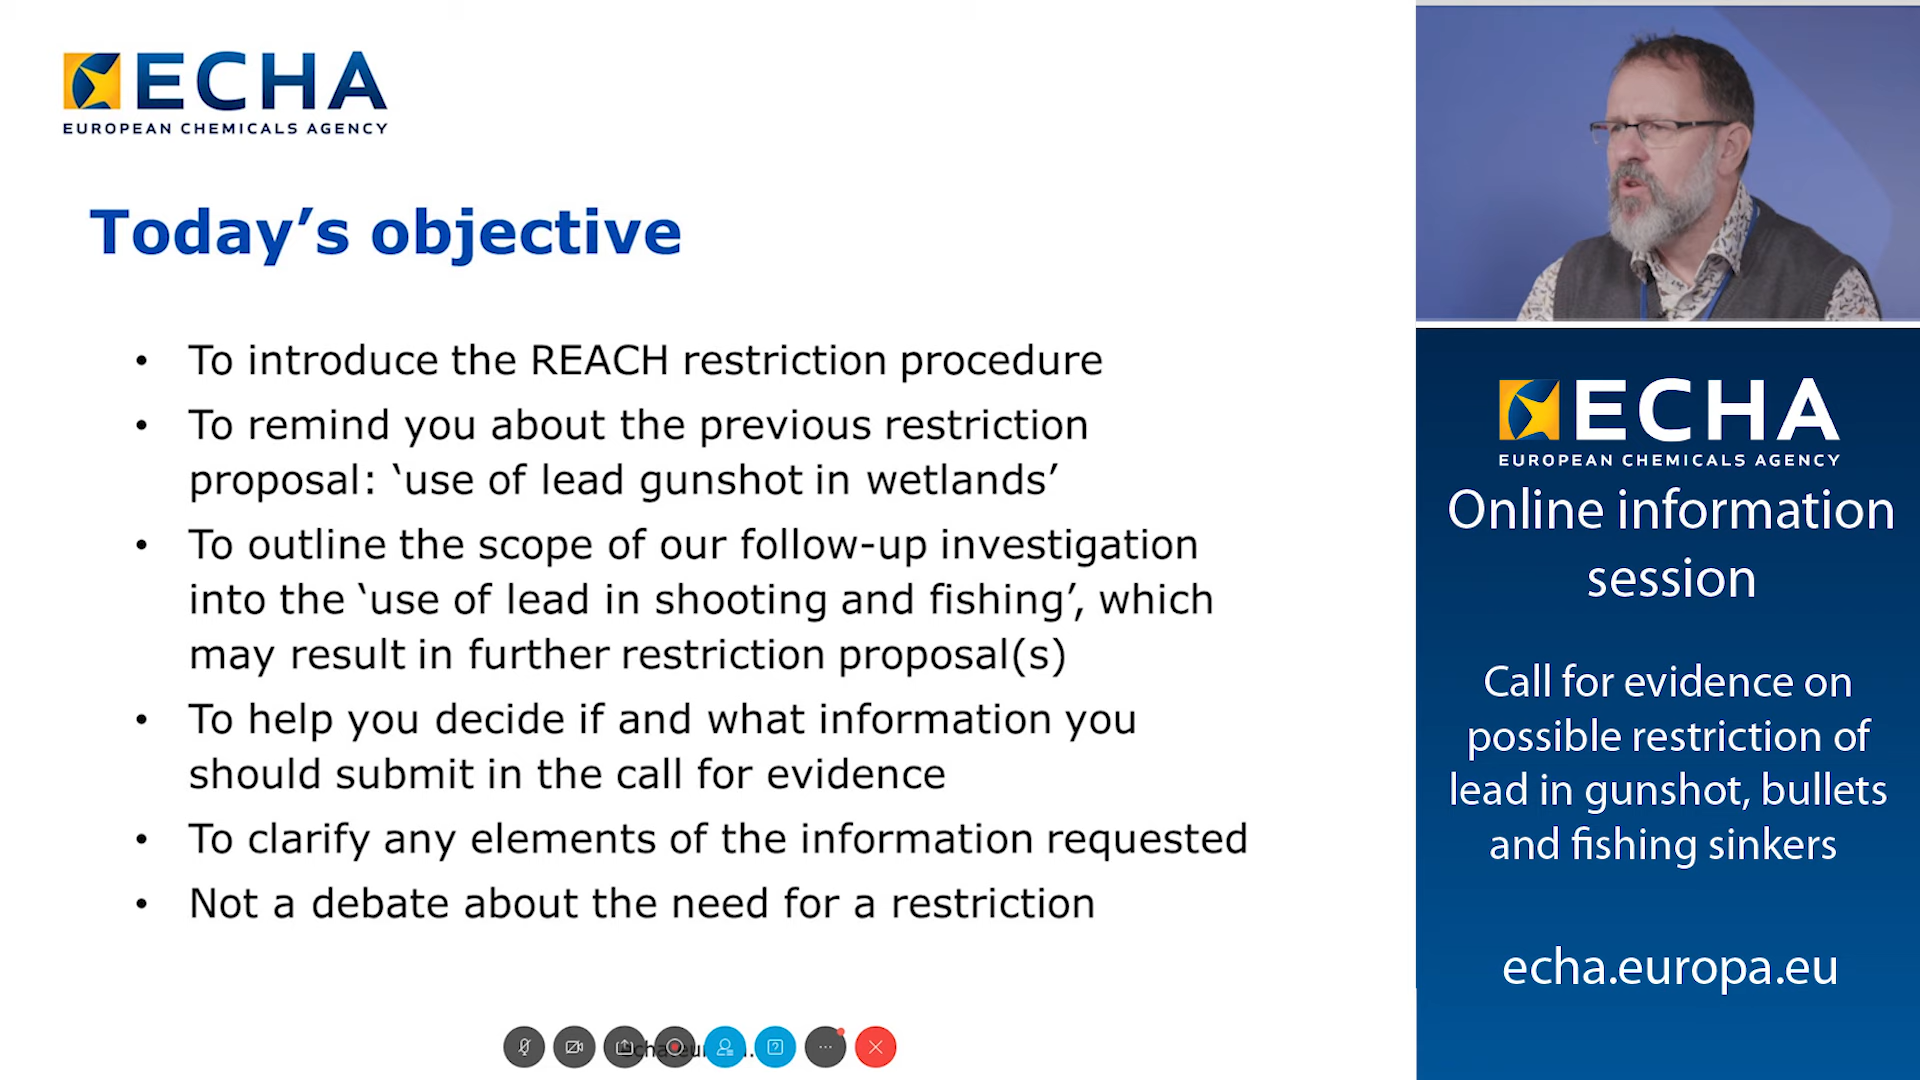 ECHA
EUROPEAN CHEMICALS AGENCY
Today’s objective
• To introduce the REACH restriction procedure
• To remind you about the previous restriction
proposal: ‘use of lead gunshot in wetlands’
• To outline the scope of our follow-up investigation
into the ‘use of lead in shooting and fishing’, which
may result in further restriction proposal(s)
• To help you decide if and what information you
should submit in the call for evidence
• To clarify any elements of the information requested
• Not a debate about the need for a restriction
ECHA
EUROPEAN CHEMICALS AGENCY
Online information
session
Call for evidence on
possible restriction of
lead in gunshot, bullets
and fishing sinkers
echa.europa.eu